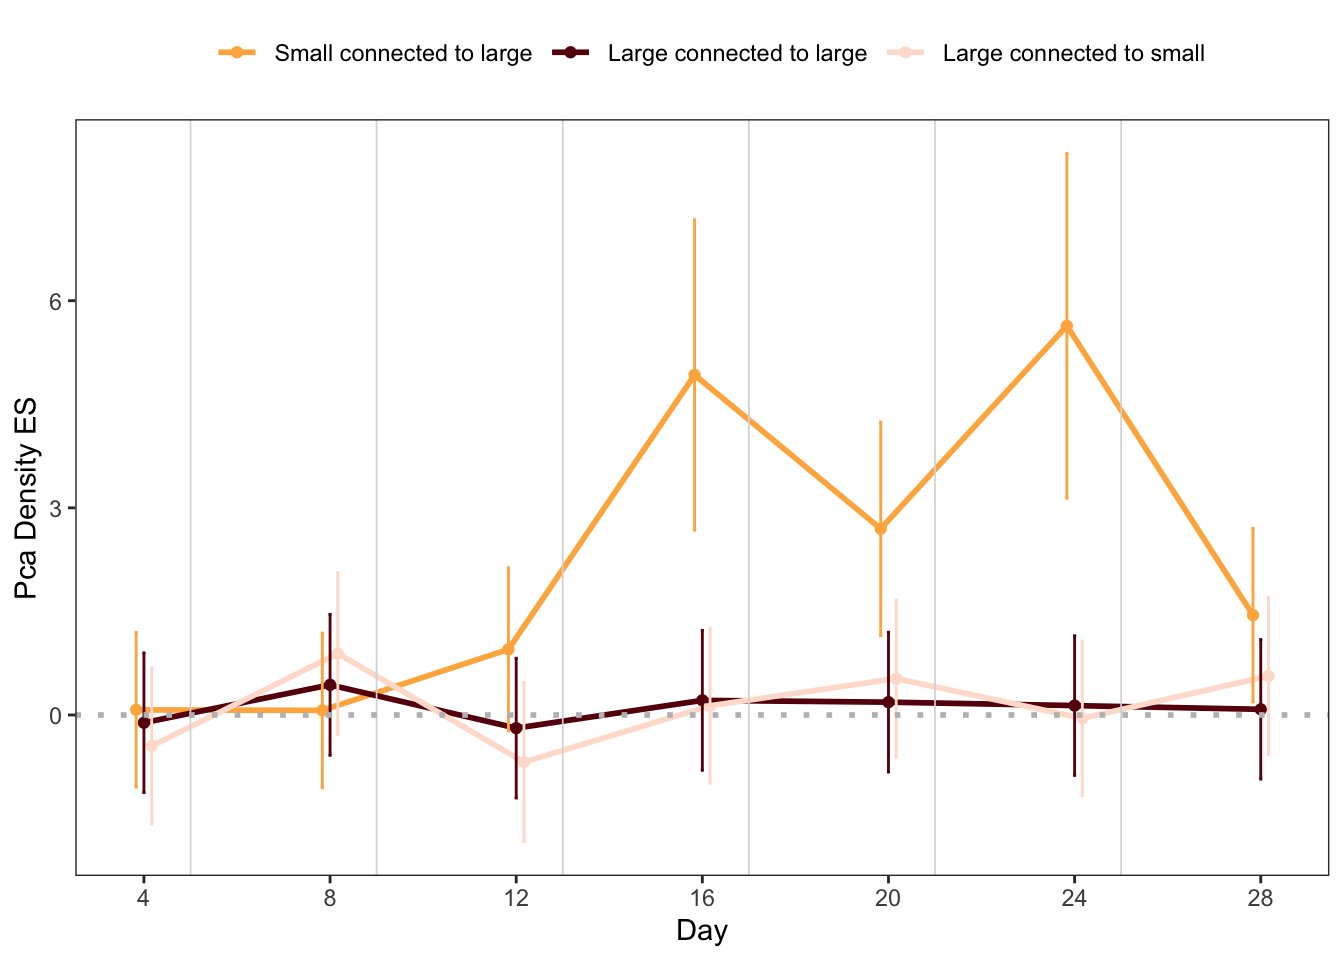 Small connected to large Large connected to large Large connected to small
Pca Density ES
6
3
0
4 8 12 16 20 24 28
Day